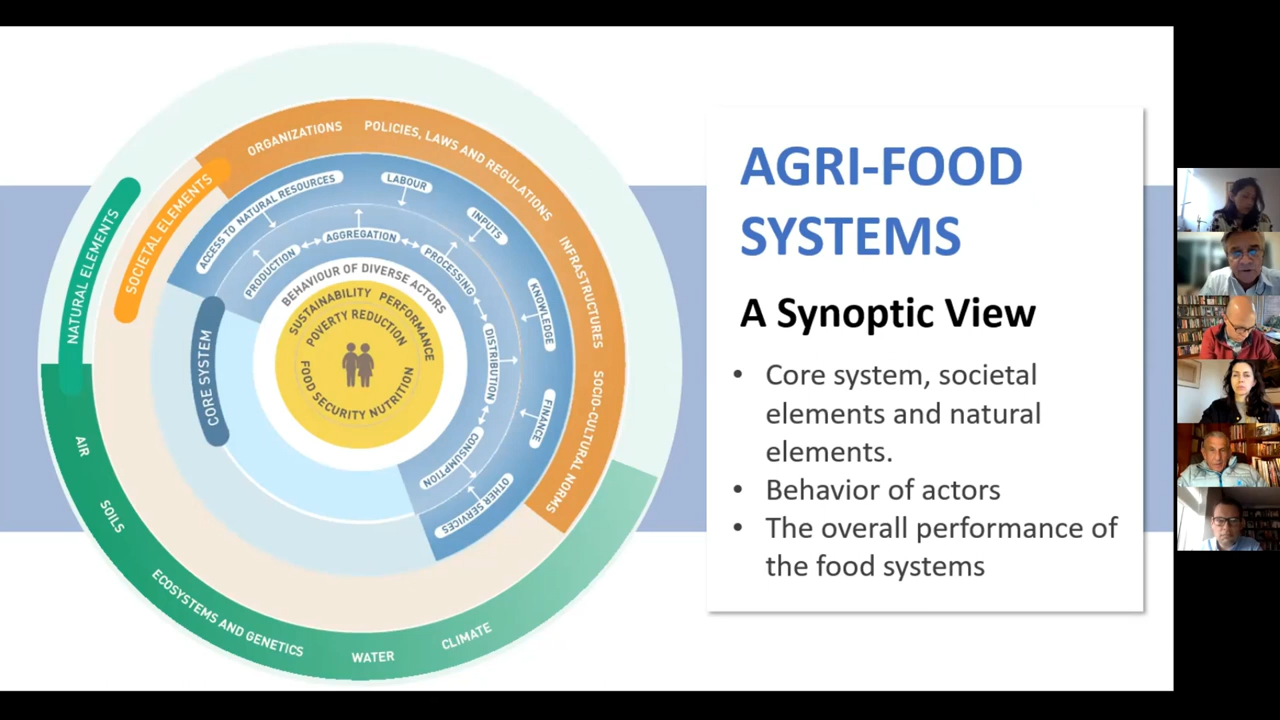 ORGANIZATIONS
POLICIES, LAWS AND REGULATIONS
INFRASTRUCTURES
SOCIO-CULTURAL NORMS
SOCIETAL ELEMENTS
NATURAL ELEMENTS
AIR
SOILS
ECOSYSTEMS AND GENETICS
WATER
CLIMATE
CORE SYSTEM
ACCESS TO NATURAL RESOURCES
LABOUR
INPUTS
KNOWLEDGE
FINANCE
OTHER SERVICES
PRODUCTION
AGGREGATION
PROCESSING
DISTRIBUTION
CONSUMPTION
BEHAVIOUR OF DIVERSE ACTORS
SUSTAINABILITY PERFORMANCE
POVERTY REDUCTION
FOOD SECURITY NUTRITION
AGRI-FOOD
SYSTEMS
A Synoptic View
• Core system, societal
elements and natural
elements.
• Behavior of actors
• The overall performance of
the food systems